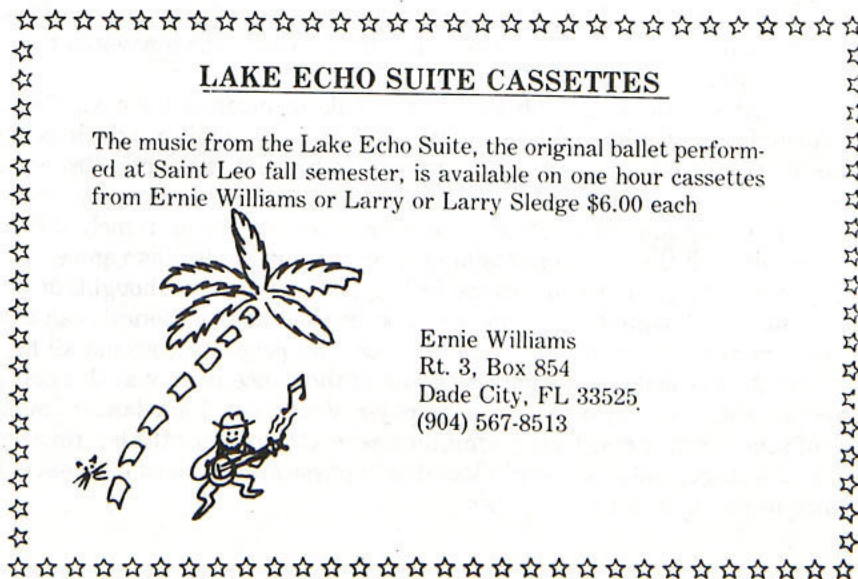 LAKE ECHO SUITE CASSETTES
The music from the Lake Echo Suite, the original ballet perform-
ed at Saint Leo fall semester, is available on one hour cassettes
from Ernie Williams or Larry or Larry Sledge $6.00 each
Ernie Williams
Rt. 3, Box 854
Dade City, FL 33525
(904) 567-8513